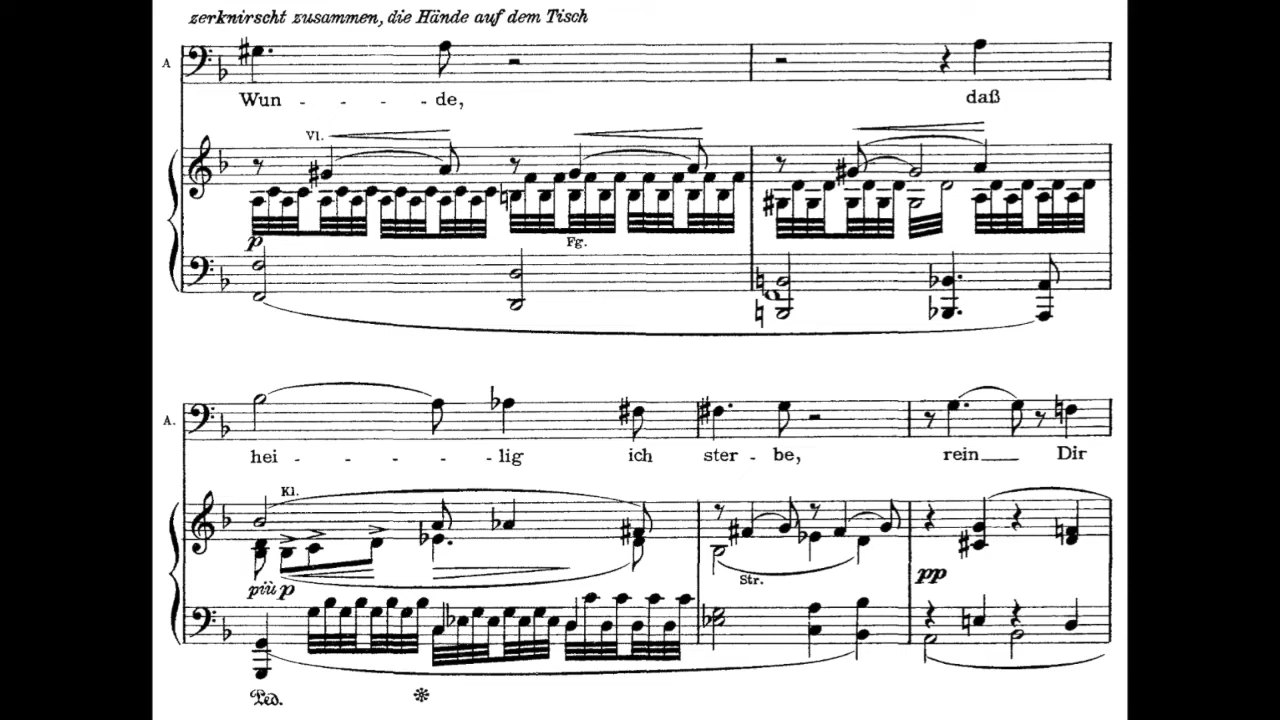 zerknirscht zusammen, die Hände auf dem Tisch
A
Wun - - - - de, daß
Vl.
p
Fg.
A.
hei - - - - - lig ich ster - be, rein Dir
Kl.
più p
Str.
pp
Ped.